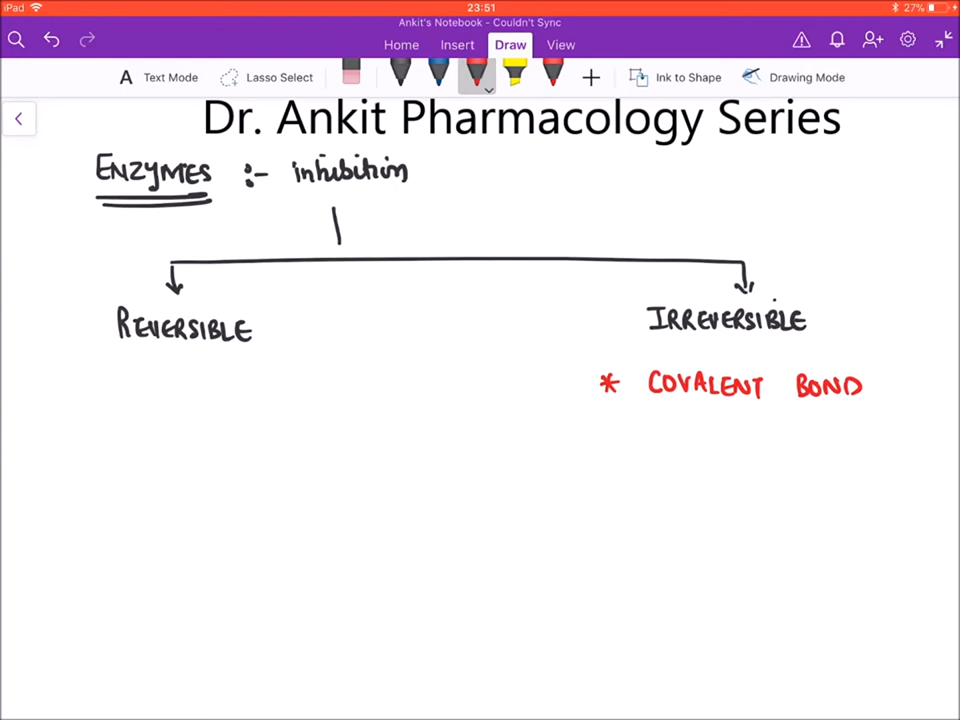 iPad 23:51 27%
Ankit's Notebook - Couldn't Sync
Home Insert Draw View
A Text Mode Lasso Select Ink to Shape Drawing Mode
Dr. Ankit Pharmacology Series
ENZYMES :- inhibition
REVERSIBLE IRREVERSIBLE
* COVALENT BOND